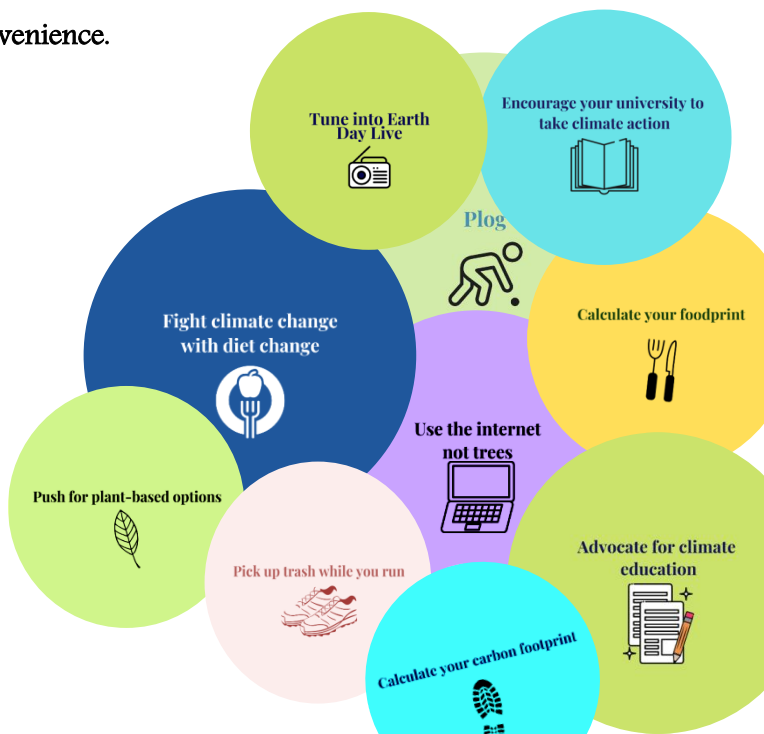 venience.
Tune into Earth
Day Live
Encourage your university to
take climate action
Plog
Fight climate change
with diet change
Calculate your foodprint
Use the internet
not trees
Push for plant-based options
Advocate for climate
education
Pick up trash while you run
Calculate your carbon footprint